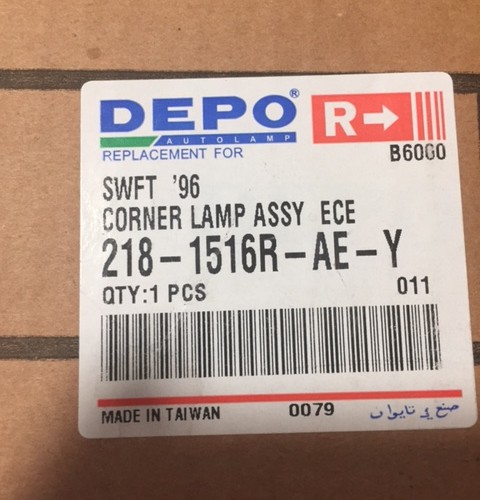 DEPO®
AUTOLAMP
R→
REPLACEMENT FOR
B6000
SWFT '96
CORNER LAMP ASSY ECE
218-1516R-AE-Y
QTY:1 PCS
011
MADE IN TAIWAN
0079
صنع في تايوان